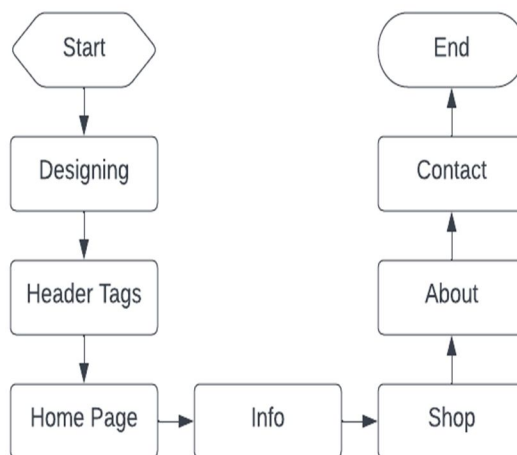 Start
Designing
Header Tags
Home Page
Info
Shop
About
Contact
End